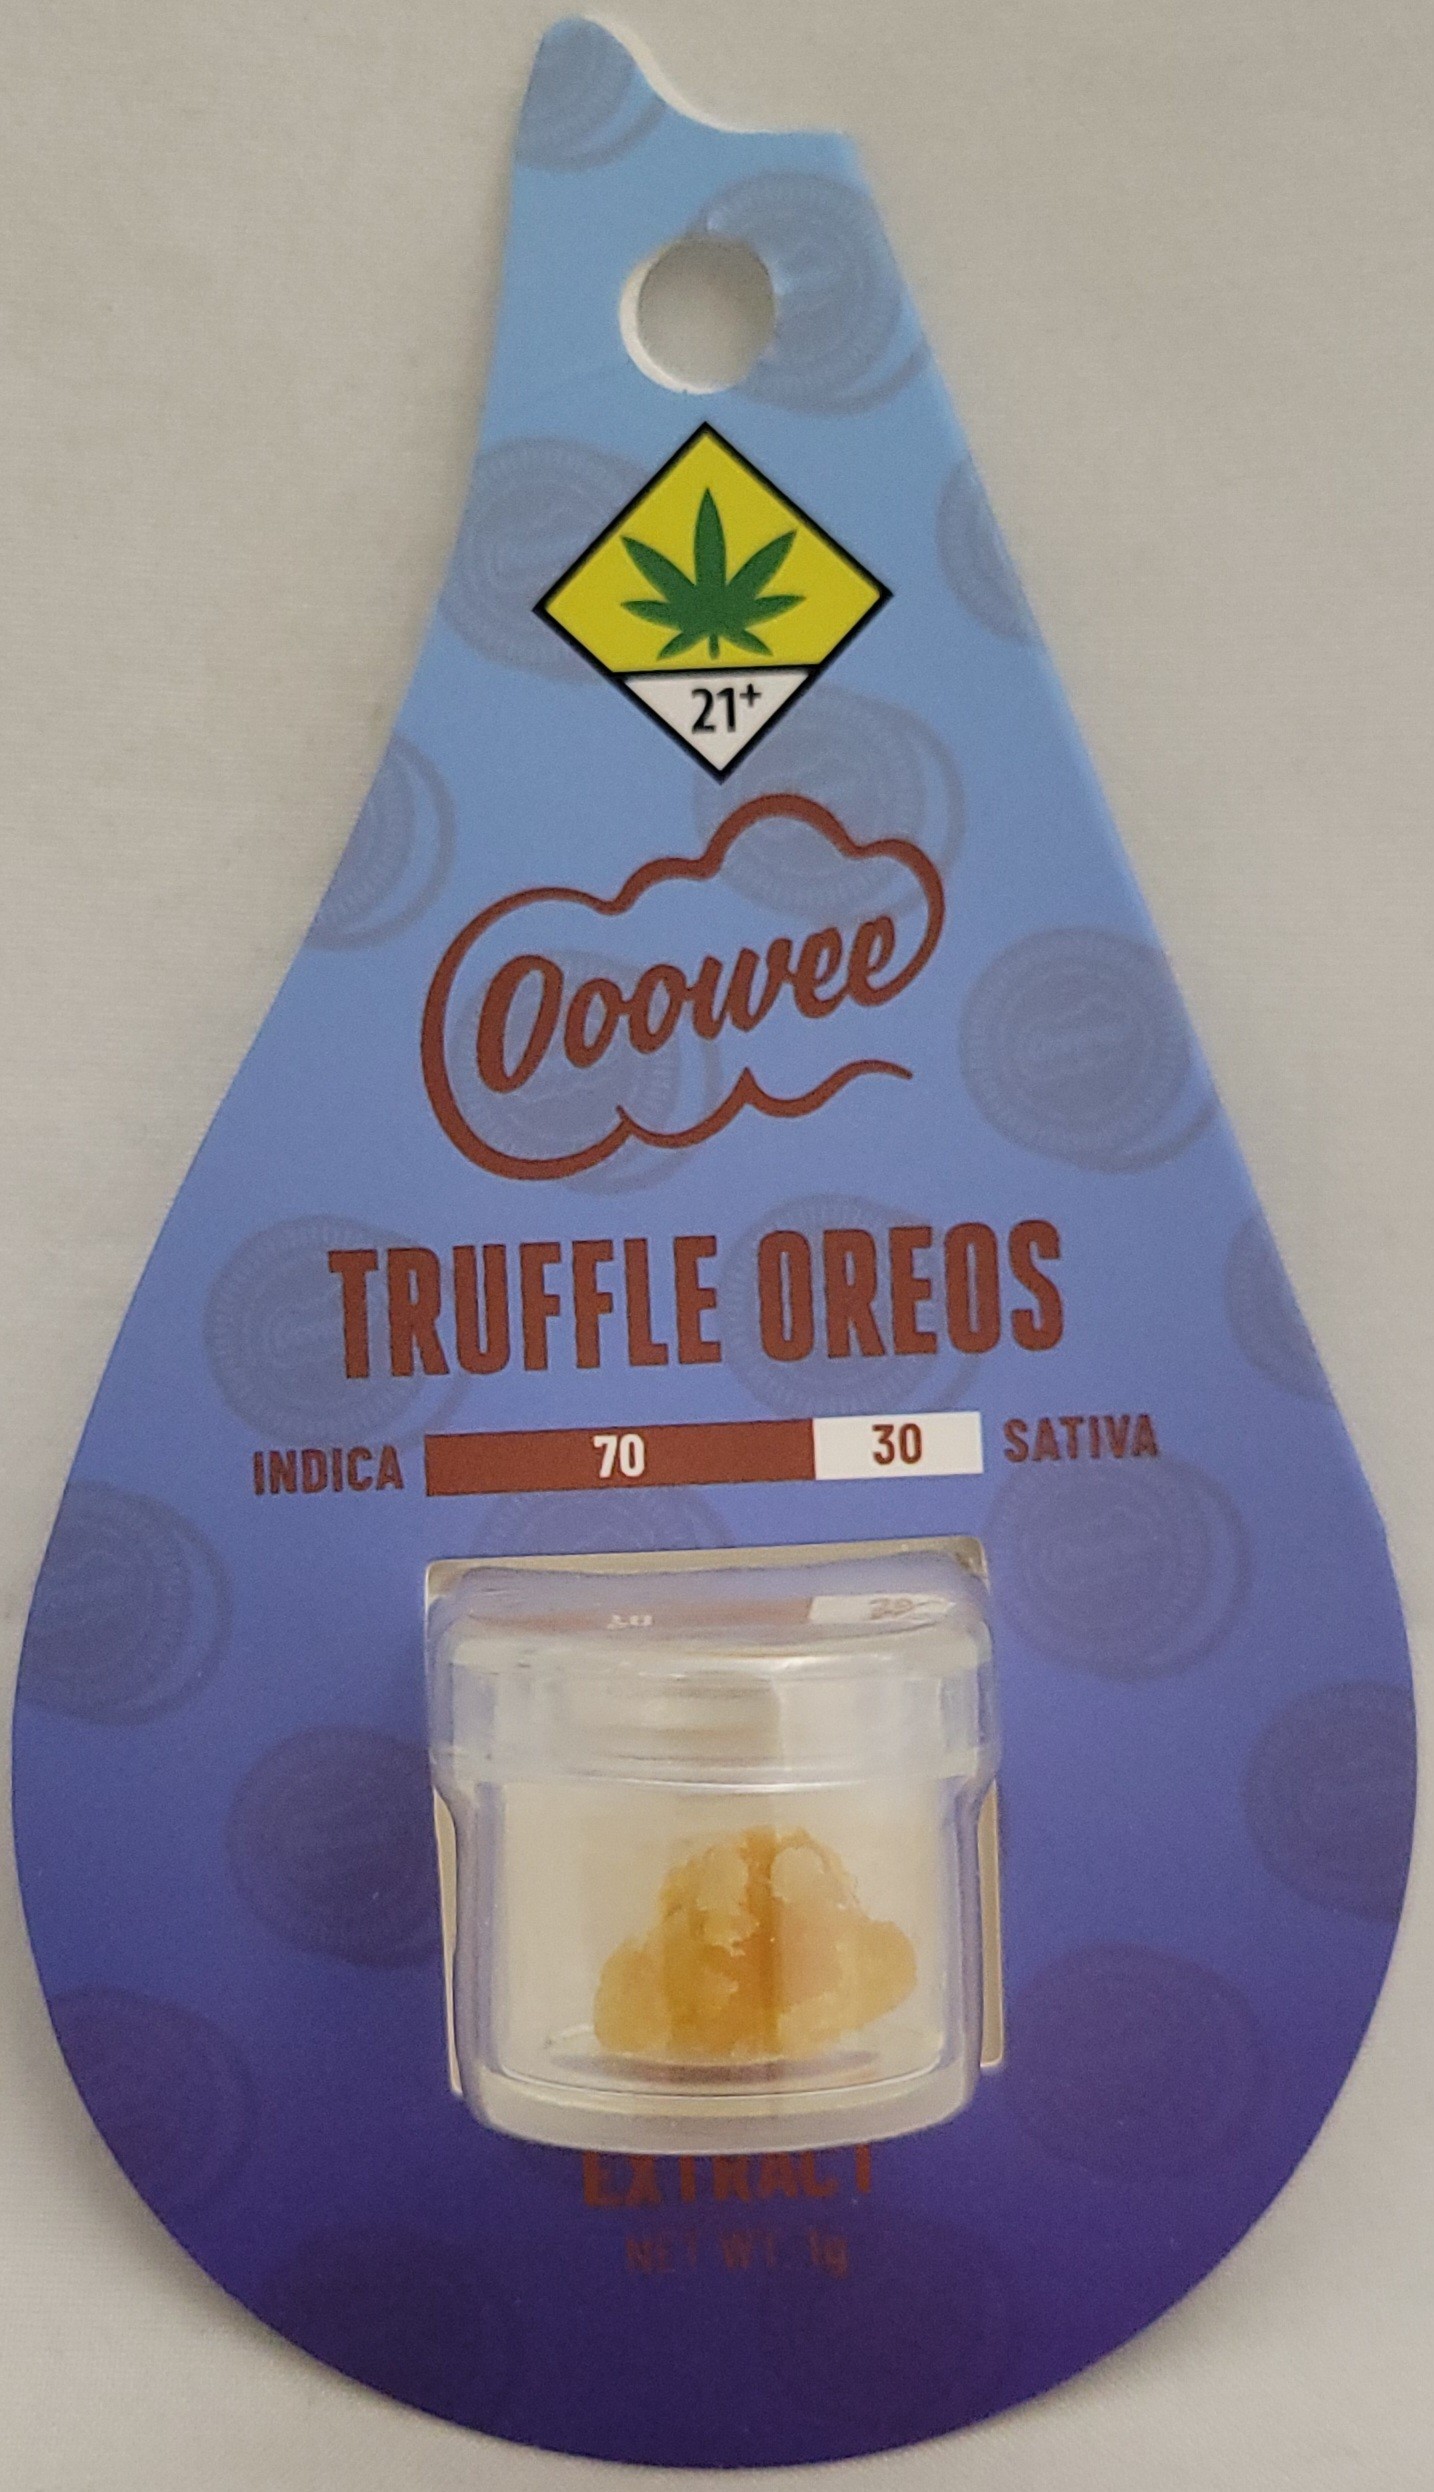 21+
Ooowee
TRUFFLE OREOS
INDICA 70 30 SATIVA
EXTRACT
NET WT. 1g